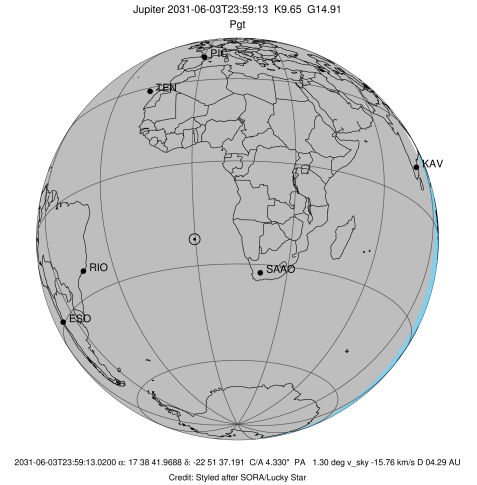 Jupiter 2031-06-03T23:59:13 K9.65 G14.91
Pgt
PIC
TEN
KAV
SAAO
RIO
ESO
2031-06-03T23:59:13.0200 α: 17 38 41.9688 δ: -22 51 37.191 C/A 4.330" PA 1.30 deg v_sky -15.76 km/s D 04.29 AU
Credit: Styled after SORA/Lucky Star